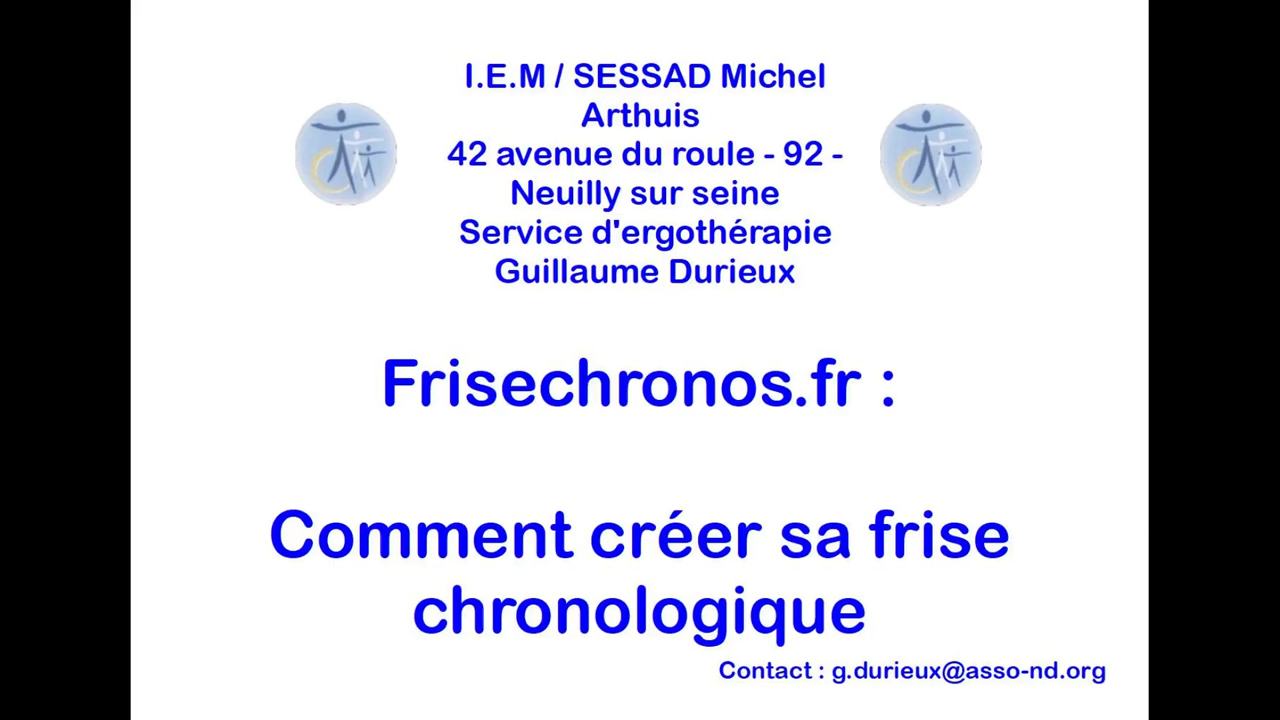 I.E.M / SESSAD Michel
Arthuis
42 avenue du roule - 92 -
Neuilly sur seine
Service d'ergothérapie
Guillaume Durieux
Frisechronos.fr :
Comment créer sa frise
chronologique
Contact : g.durieux@asso-nd.org